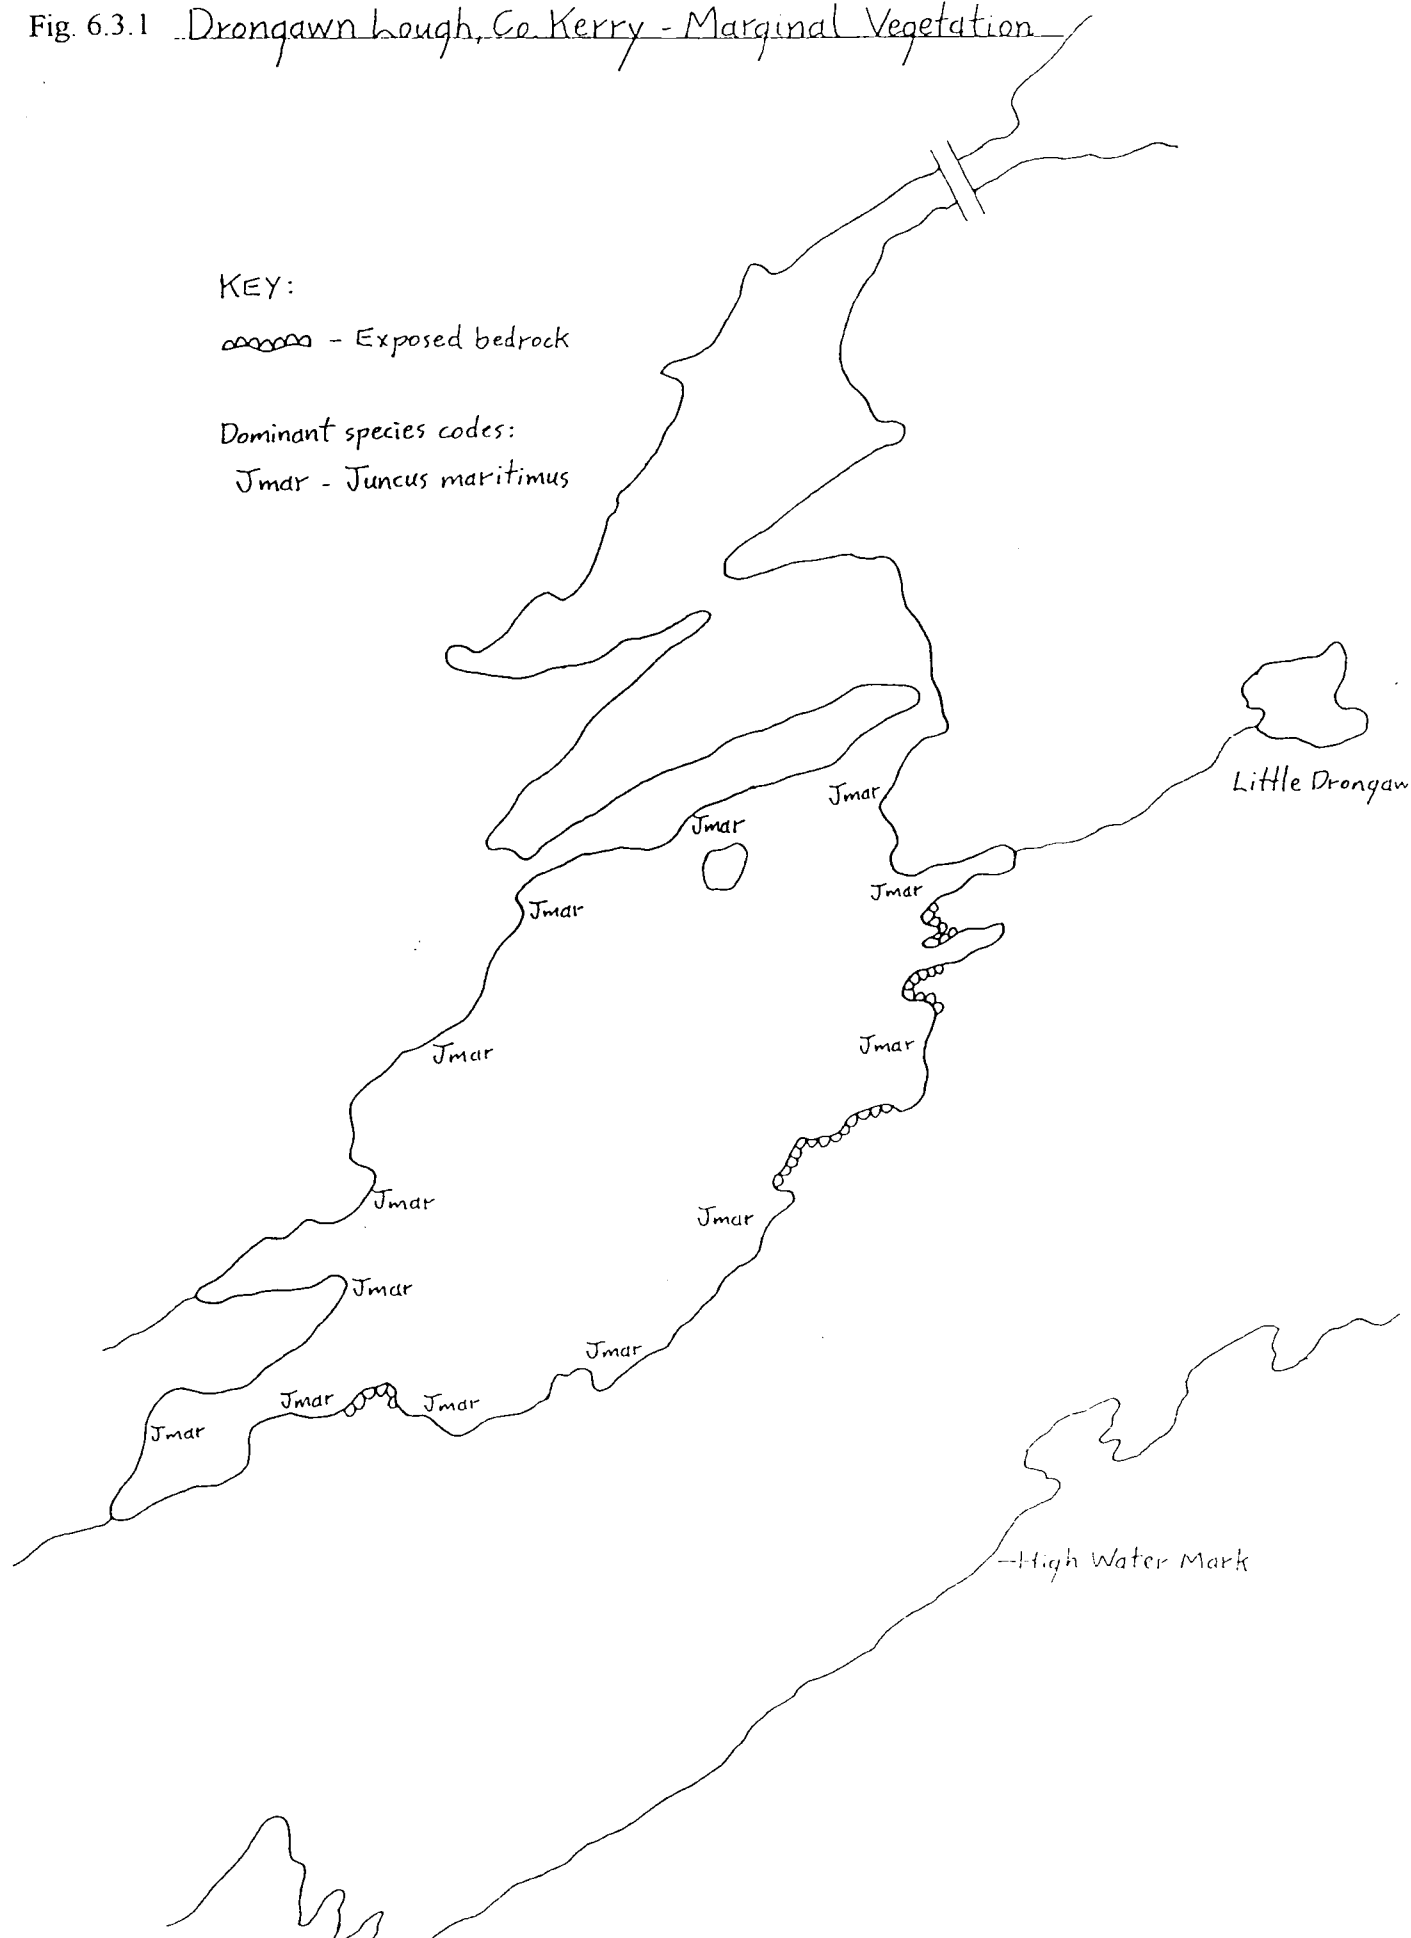 Fig. 6.3.1 Drongawn Lough, Co. Kerry - Marginal Vegetation
KEY:
- Exposed bedrock
Dominant species codes:
Jmar - Juncus maritimus
Little Drongaw
Jmar
Jmar
Jmar
Jmar
Jmar
Jmar
Jmar
Jmar
Jmar
Jmar
Jmar
Jmar
Jmar
Jmar
High Water Mark